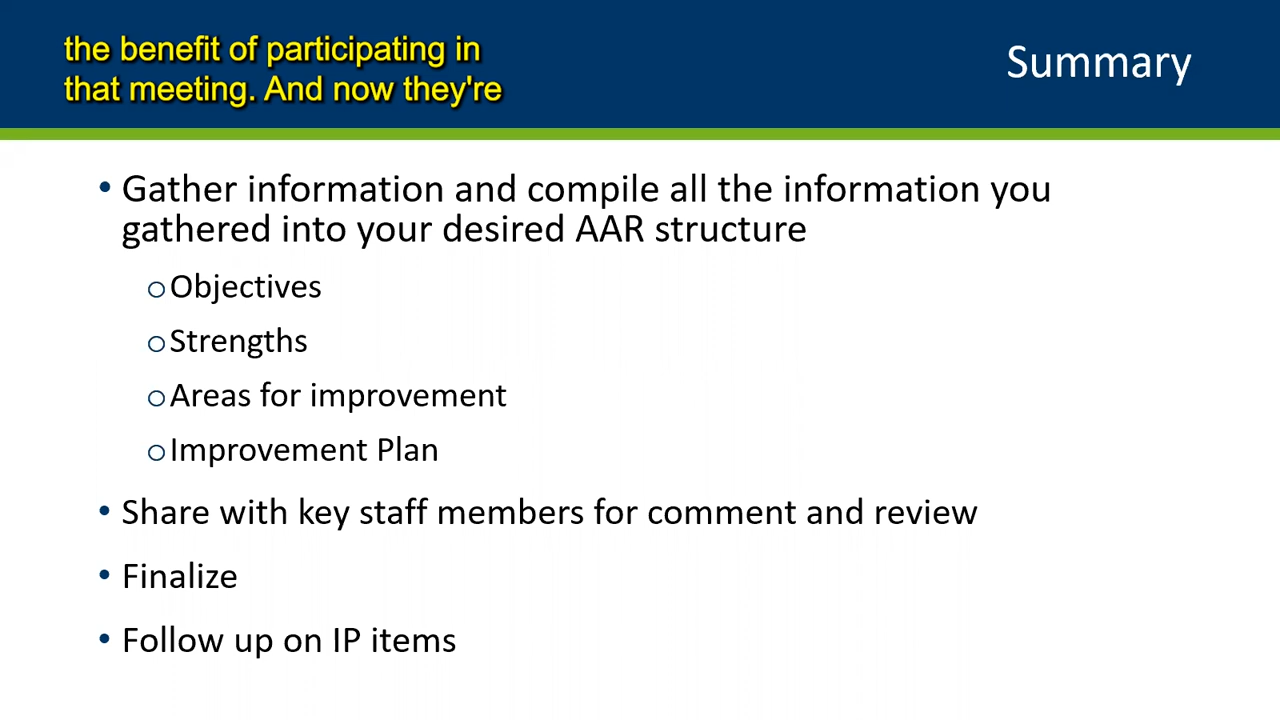 the benefit of participating in
that meeting. And now they're
Summary
• Gather information and compile all the information you
gathered into your desired AAR structure
○ Objectives
○ Strengths
○ Areas for improvement
○ Improvement Plan
• Share with key staff members for comment and review
• Finalize
• Follow up on IP items